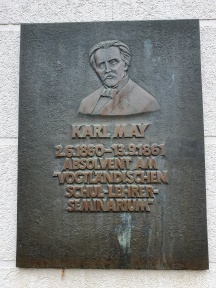 KARL MAY
2.6.1860–13.9.1861
ABSOLVENT AM
"VOGTLÄNDISCHEN
SCHUL-LEHRER-
SEMINARIUM"